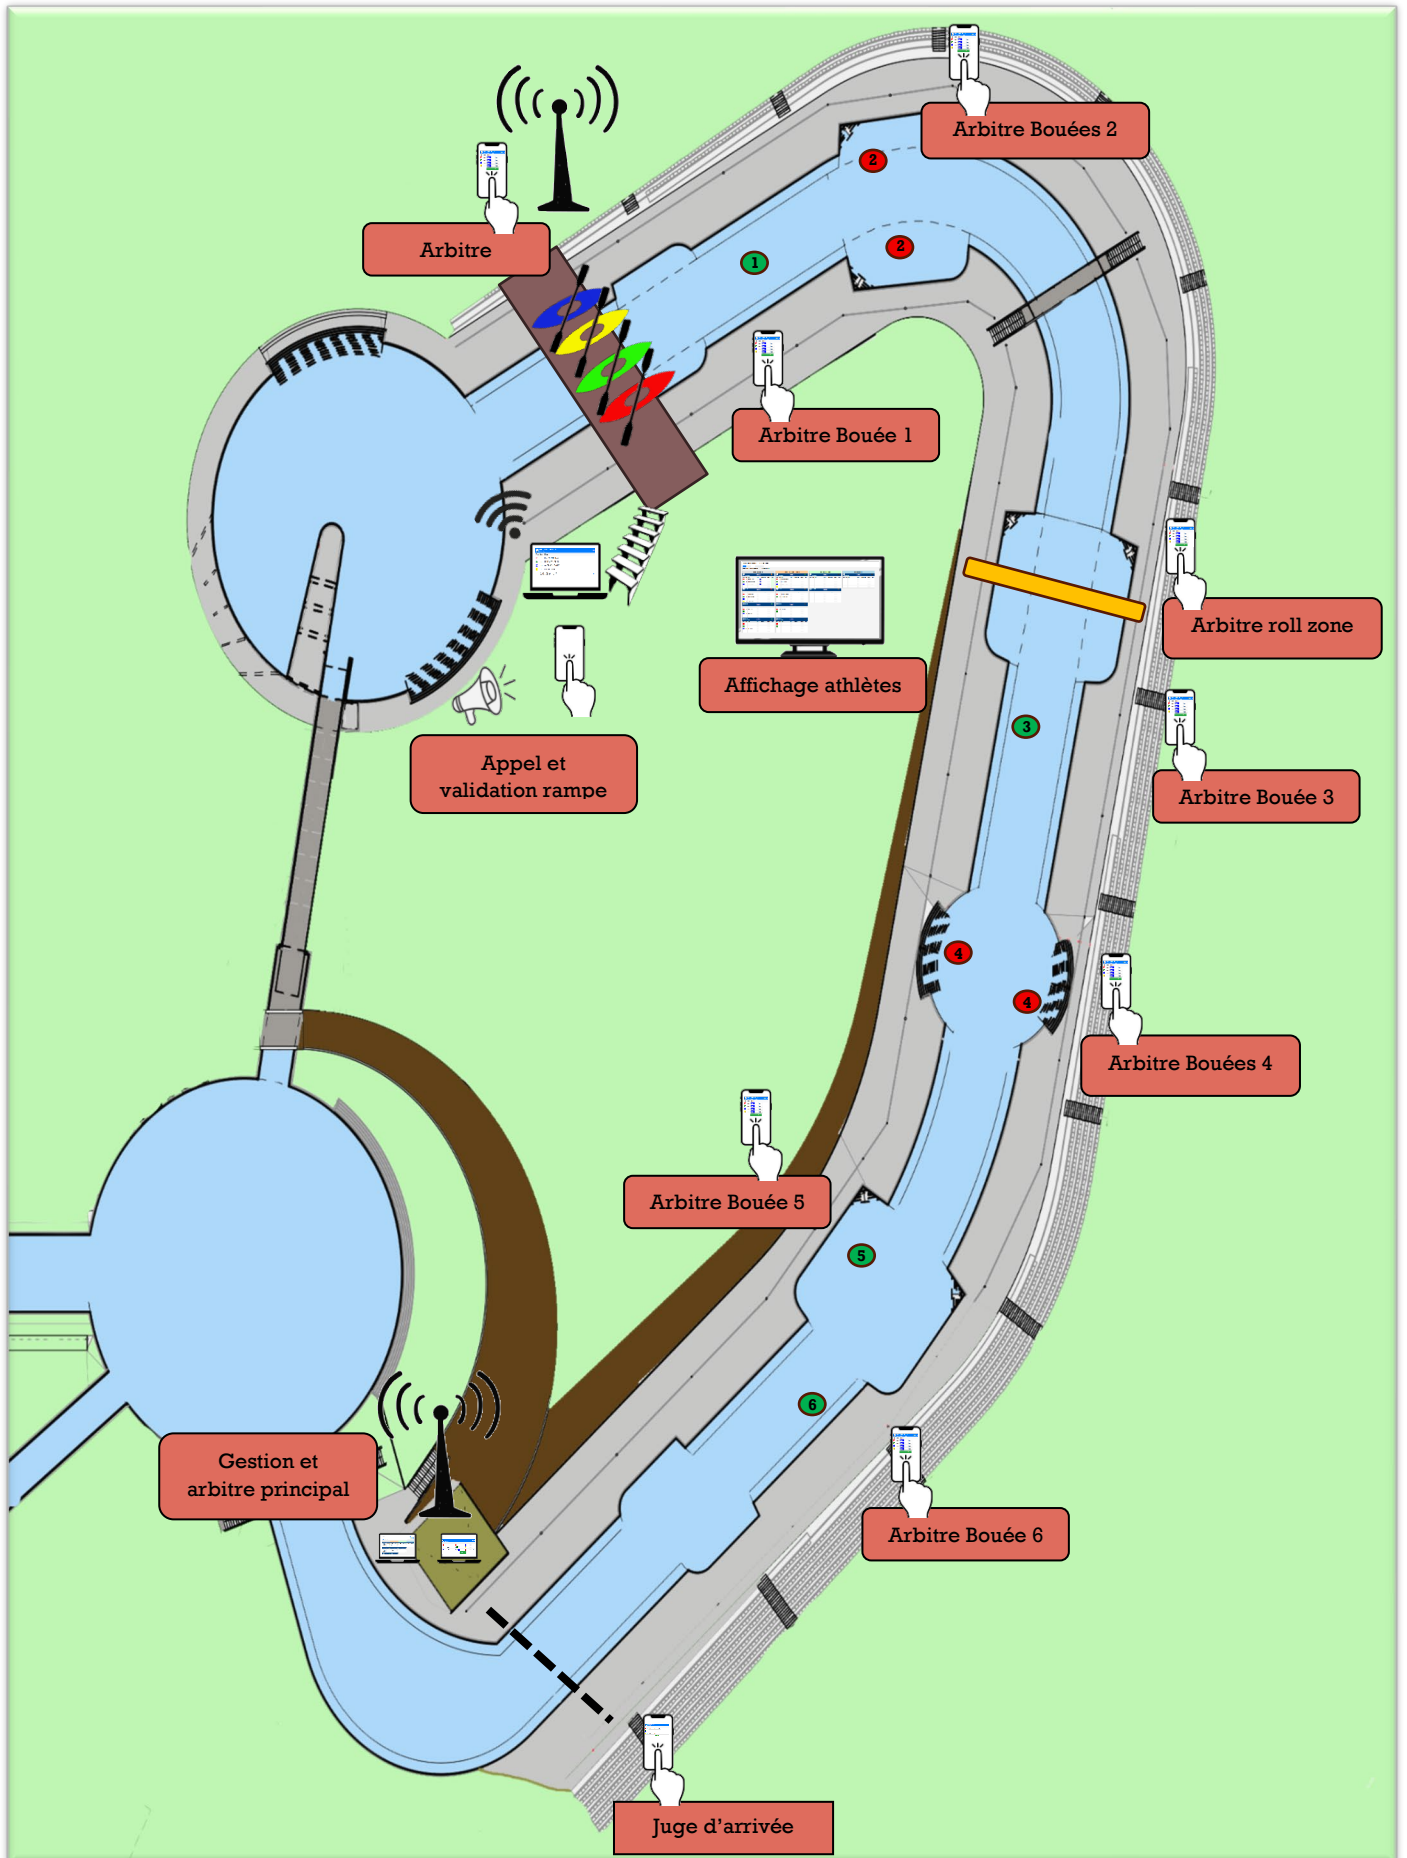 Arbitre Bouées 2
2
Arbitre
2
1
Arbitre Bouée 1
Arbitre roll zone
Affichage athlètes
3
Appel et
validation rampe
Arbitre Bouée 3
4
4
Arbitre Bouées 4
Arbitre Bouée 5
5
6
Gestion et
arbitre principal
Arbitre Bouée 6
Juge d’arrivée